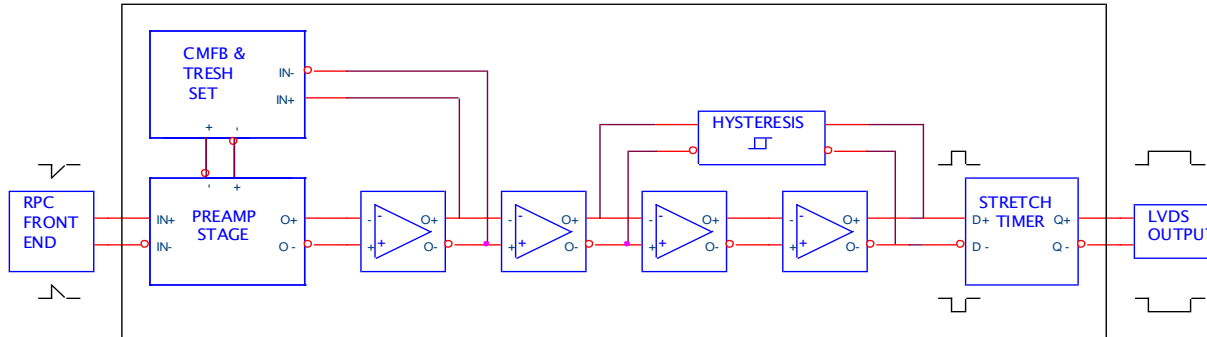 CMFB &
TRESH
SET
IN-
IN+
+ -
HYSTERESIS
- +
RPC
FRONT
END
IN+
IN-
PREAMP
STAGE
O+
O -
- - O+
+ + O-
- - O+
+ + O-
- - O+
+ + O-
- - O+
+ + O-
STRETCH
TIMER
D+
D -
Q+
Q -
LVDS
OUTPUT